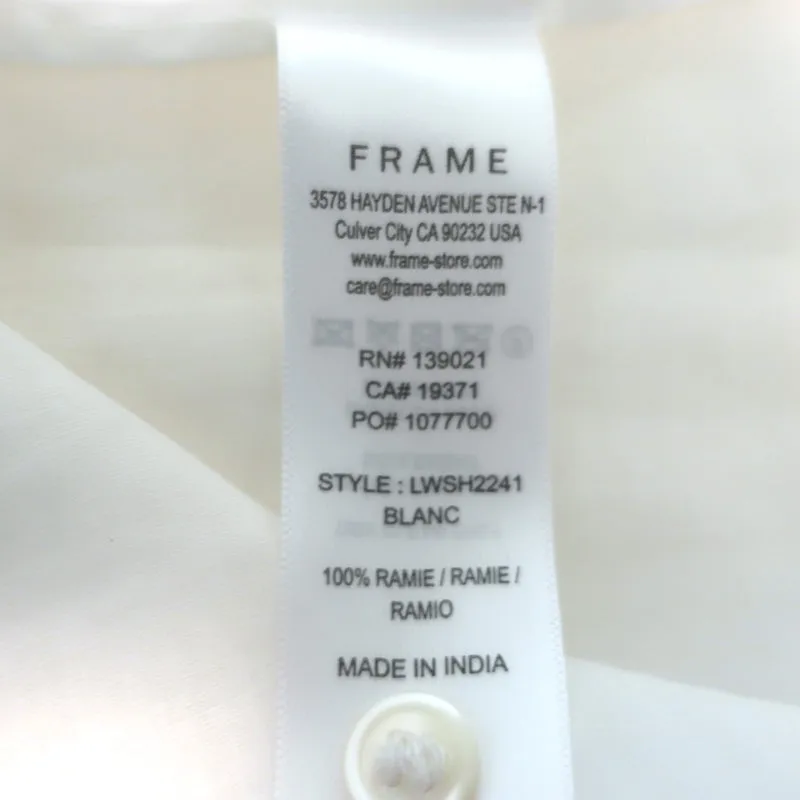 FRAME
3578 HAYDEN AVENUE STE N-1
Culver City CA 90232 USA
www.frame-store.com
care@frame-store.com
RN# 139021
CA# 19371
PO# 1077700
STYLE : LWSH2241
BLANC
100% RAMIE / RAMIE /
RAMIO
MADE IN INDIA